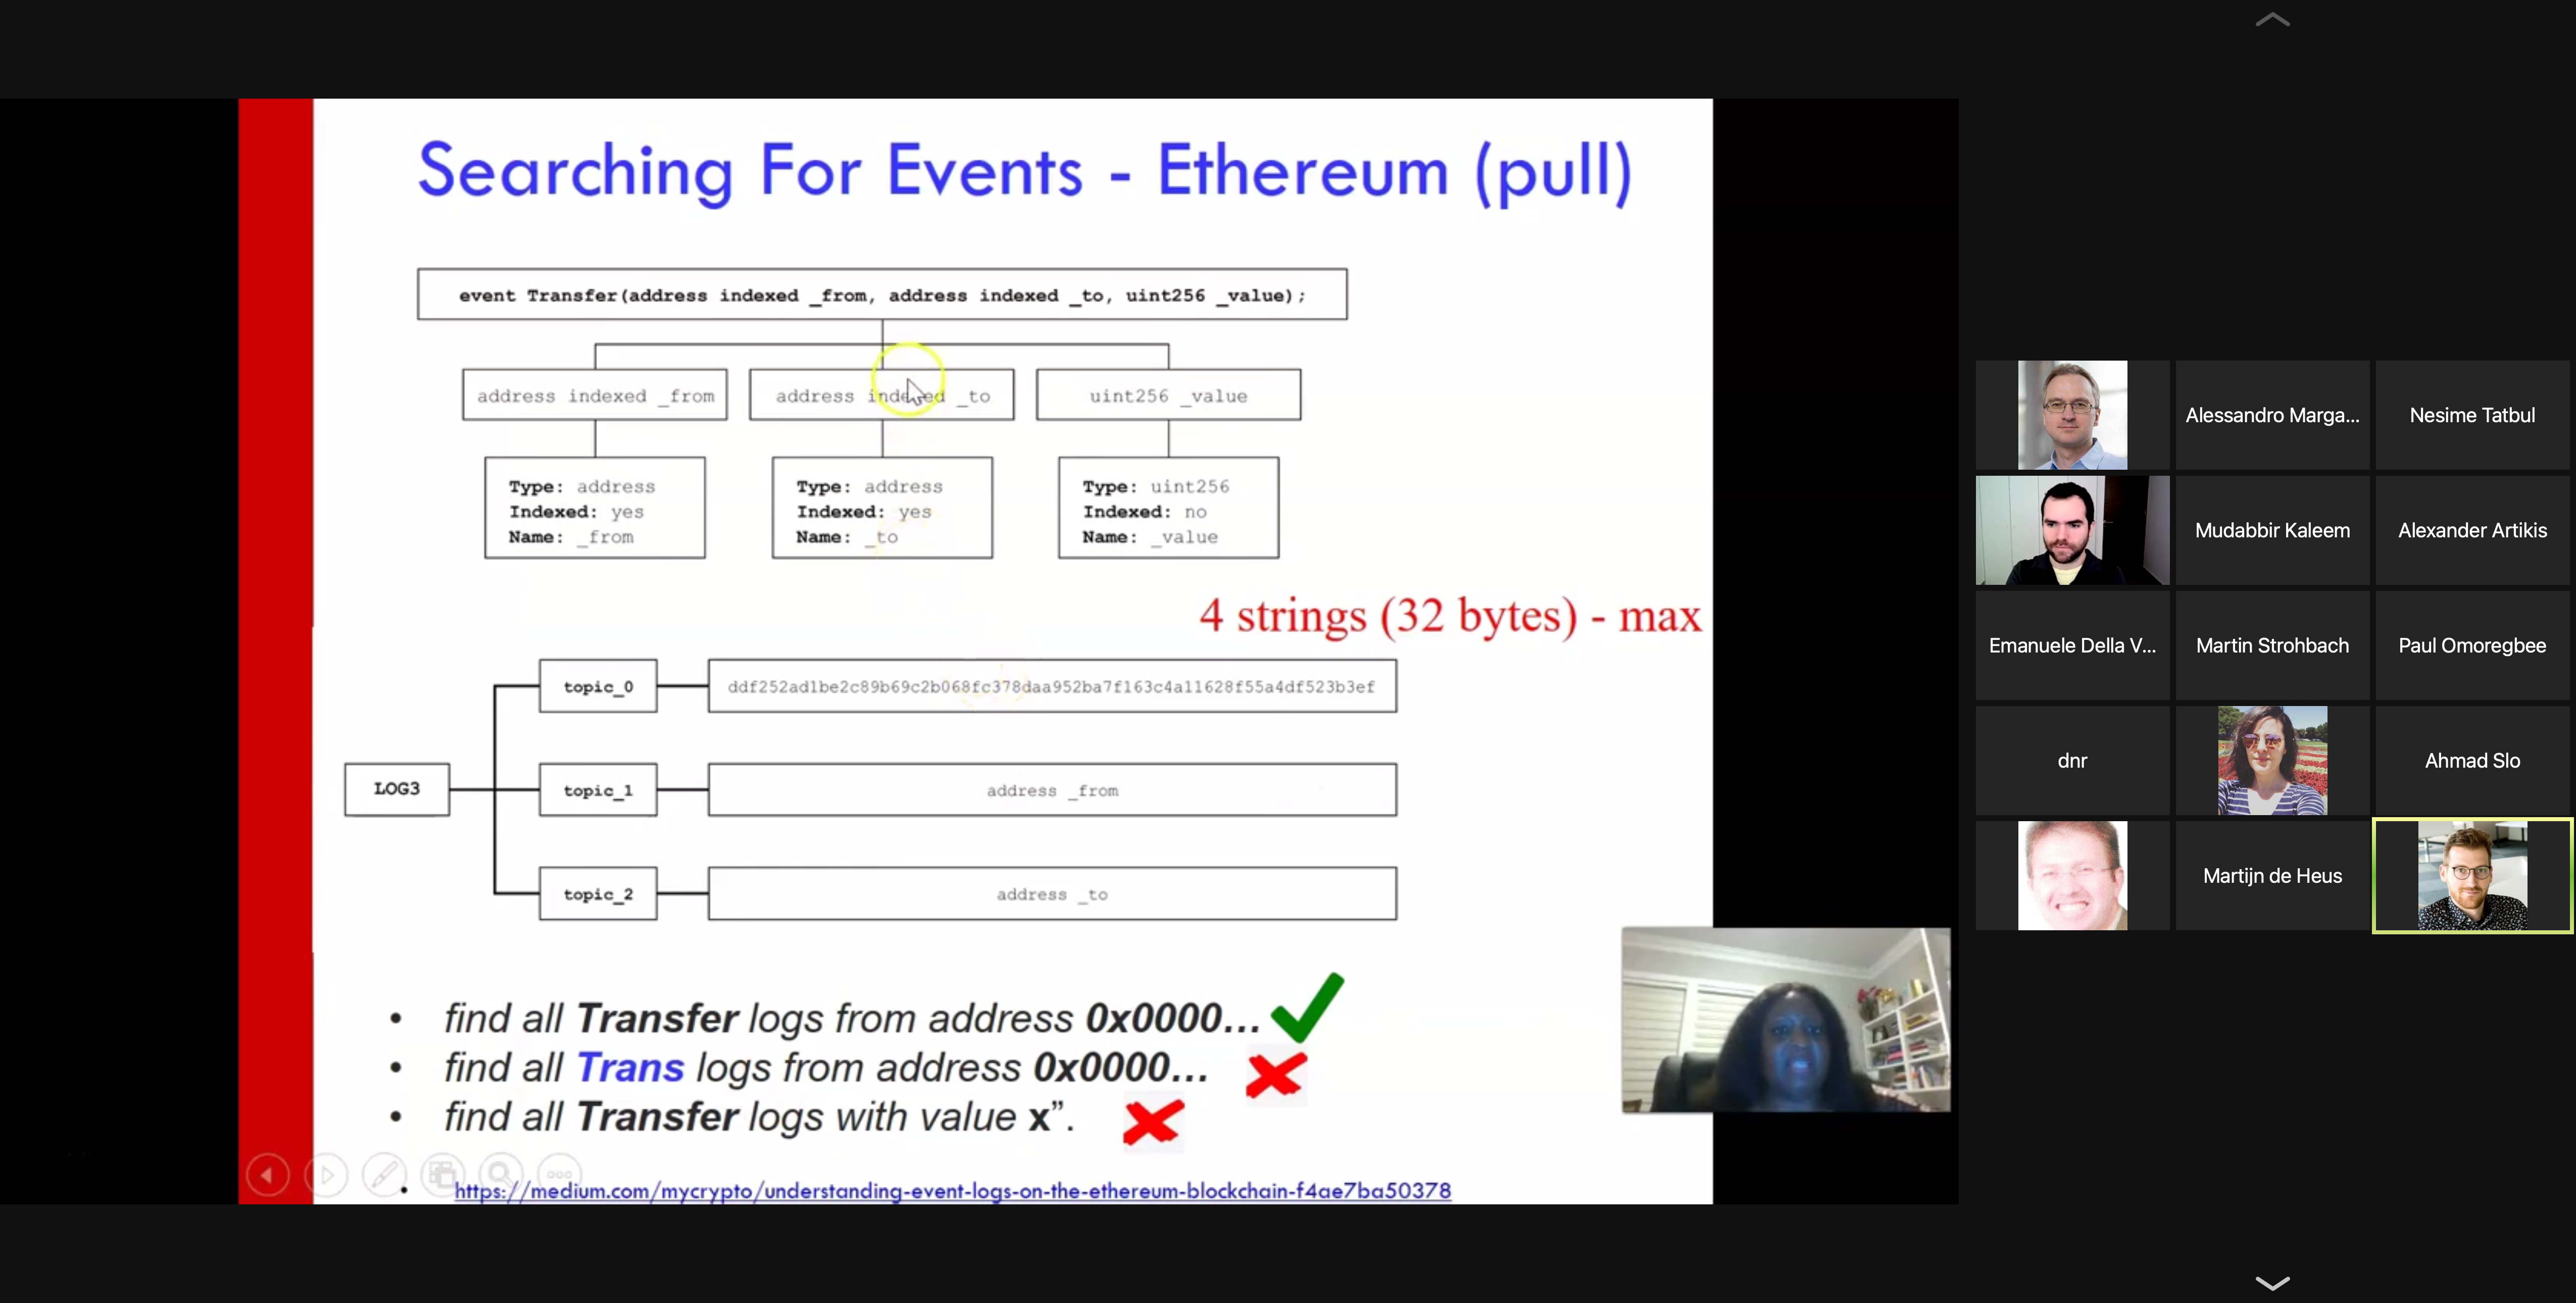 Searching For Events - Ethereum (pull)
event Transfer(address indexed _from, address indexed _to, uint256 _value);
address indexed _from
address indexed _to
uint256 _value
Type: address
Indexed: yes
Name: _from
Type: address
Indexed: yes
Name: _to
Type: uint256
Indexed: no
Name: _value
4 strings (32 bytes) - max
LOG3
topic_0
ddf252ad1be2c89b69c2b068fc378daa952ba7f163c4a11628f55a4df523b3ef
topic_1
address _from
topic_2
address _to
• find all Transfer logs from address 0x0000...
• find all Trans logs from address 0x0000...
• find all Transfer logs with value x”.
• https://medium.com/mycrypto/understanding-event-logs-on-the-ethereum-blockchain-f4ae7ba50378
Alessandro Marga...
Nesime Tatbul
Mudabbir Kaleem
Alexander Artikis
Emanuele Della V...
Martin Strohbach
Paul Omoregbee
dnr
Ahmad Slo
Martijn de Heus